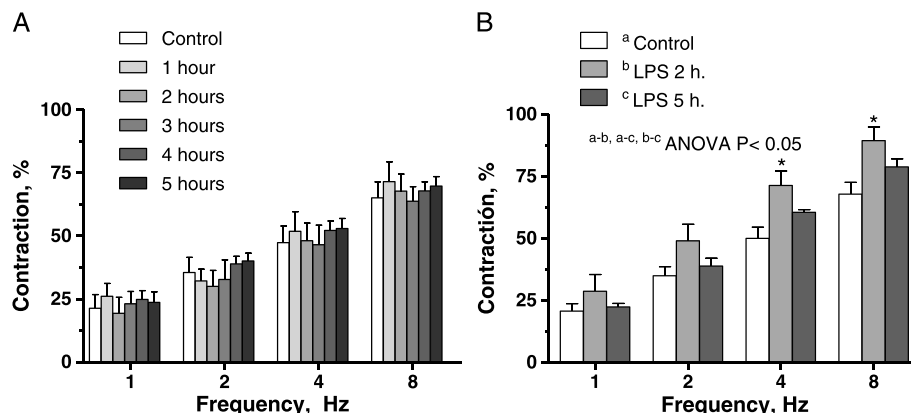 A
Control
1 hour
2 hours
3 hours
4 hours
5 hours
100
75
50
25
0
Contraction, %
1 2 4 8
Frequency, Hz
B
a Control
b LPS 2 h.
c LPS 5 h.
a-b, a-c, b-c ANOVA P< 0.05
* *
100
75
50
25
0
Contractión, %
1 2 4 8
Frequency, Hz